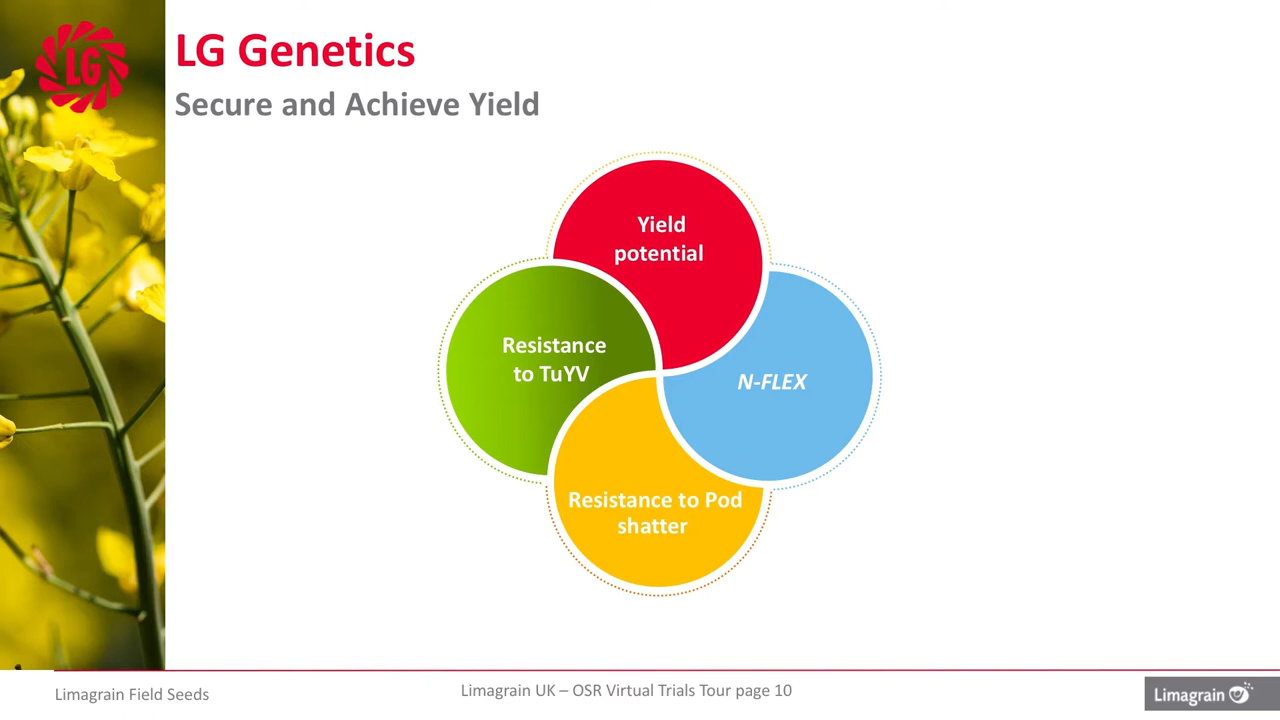 LG
LG Genetics
Secure and Achieve Yield
Yield
potential
Resistance
to TuYV
N-FLEX
Resistance to Pod
shatter
Limagrain Field Seeds
Limagrain UK – OSR Virtual Trials Tour page 10
Limagrain